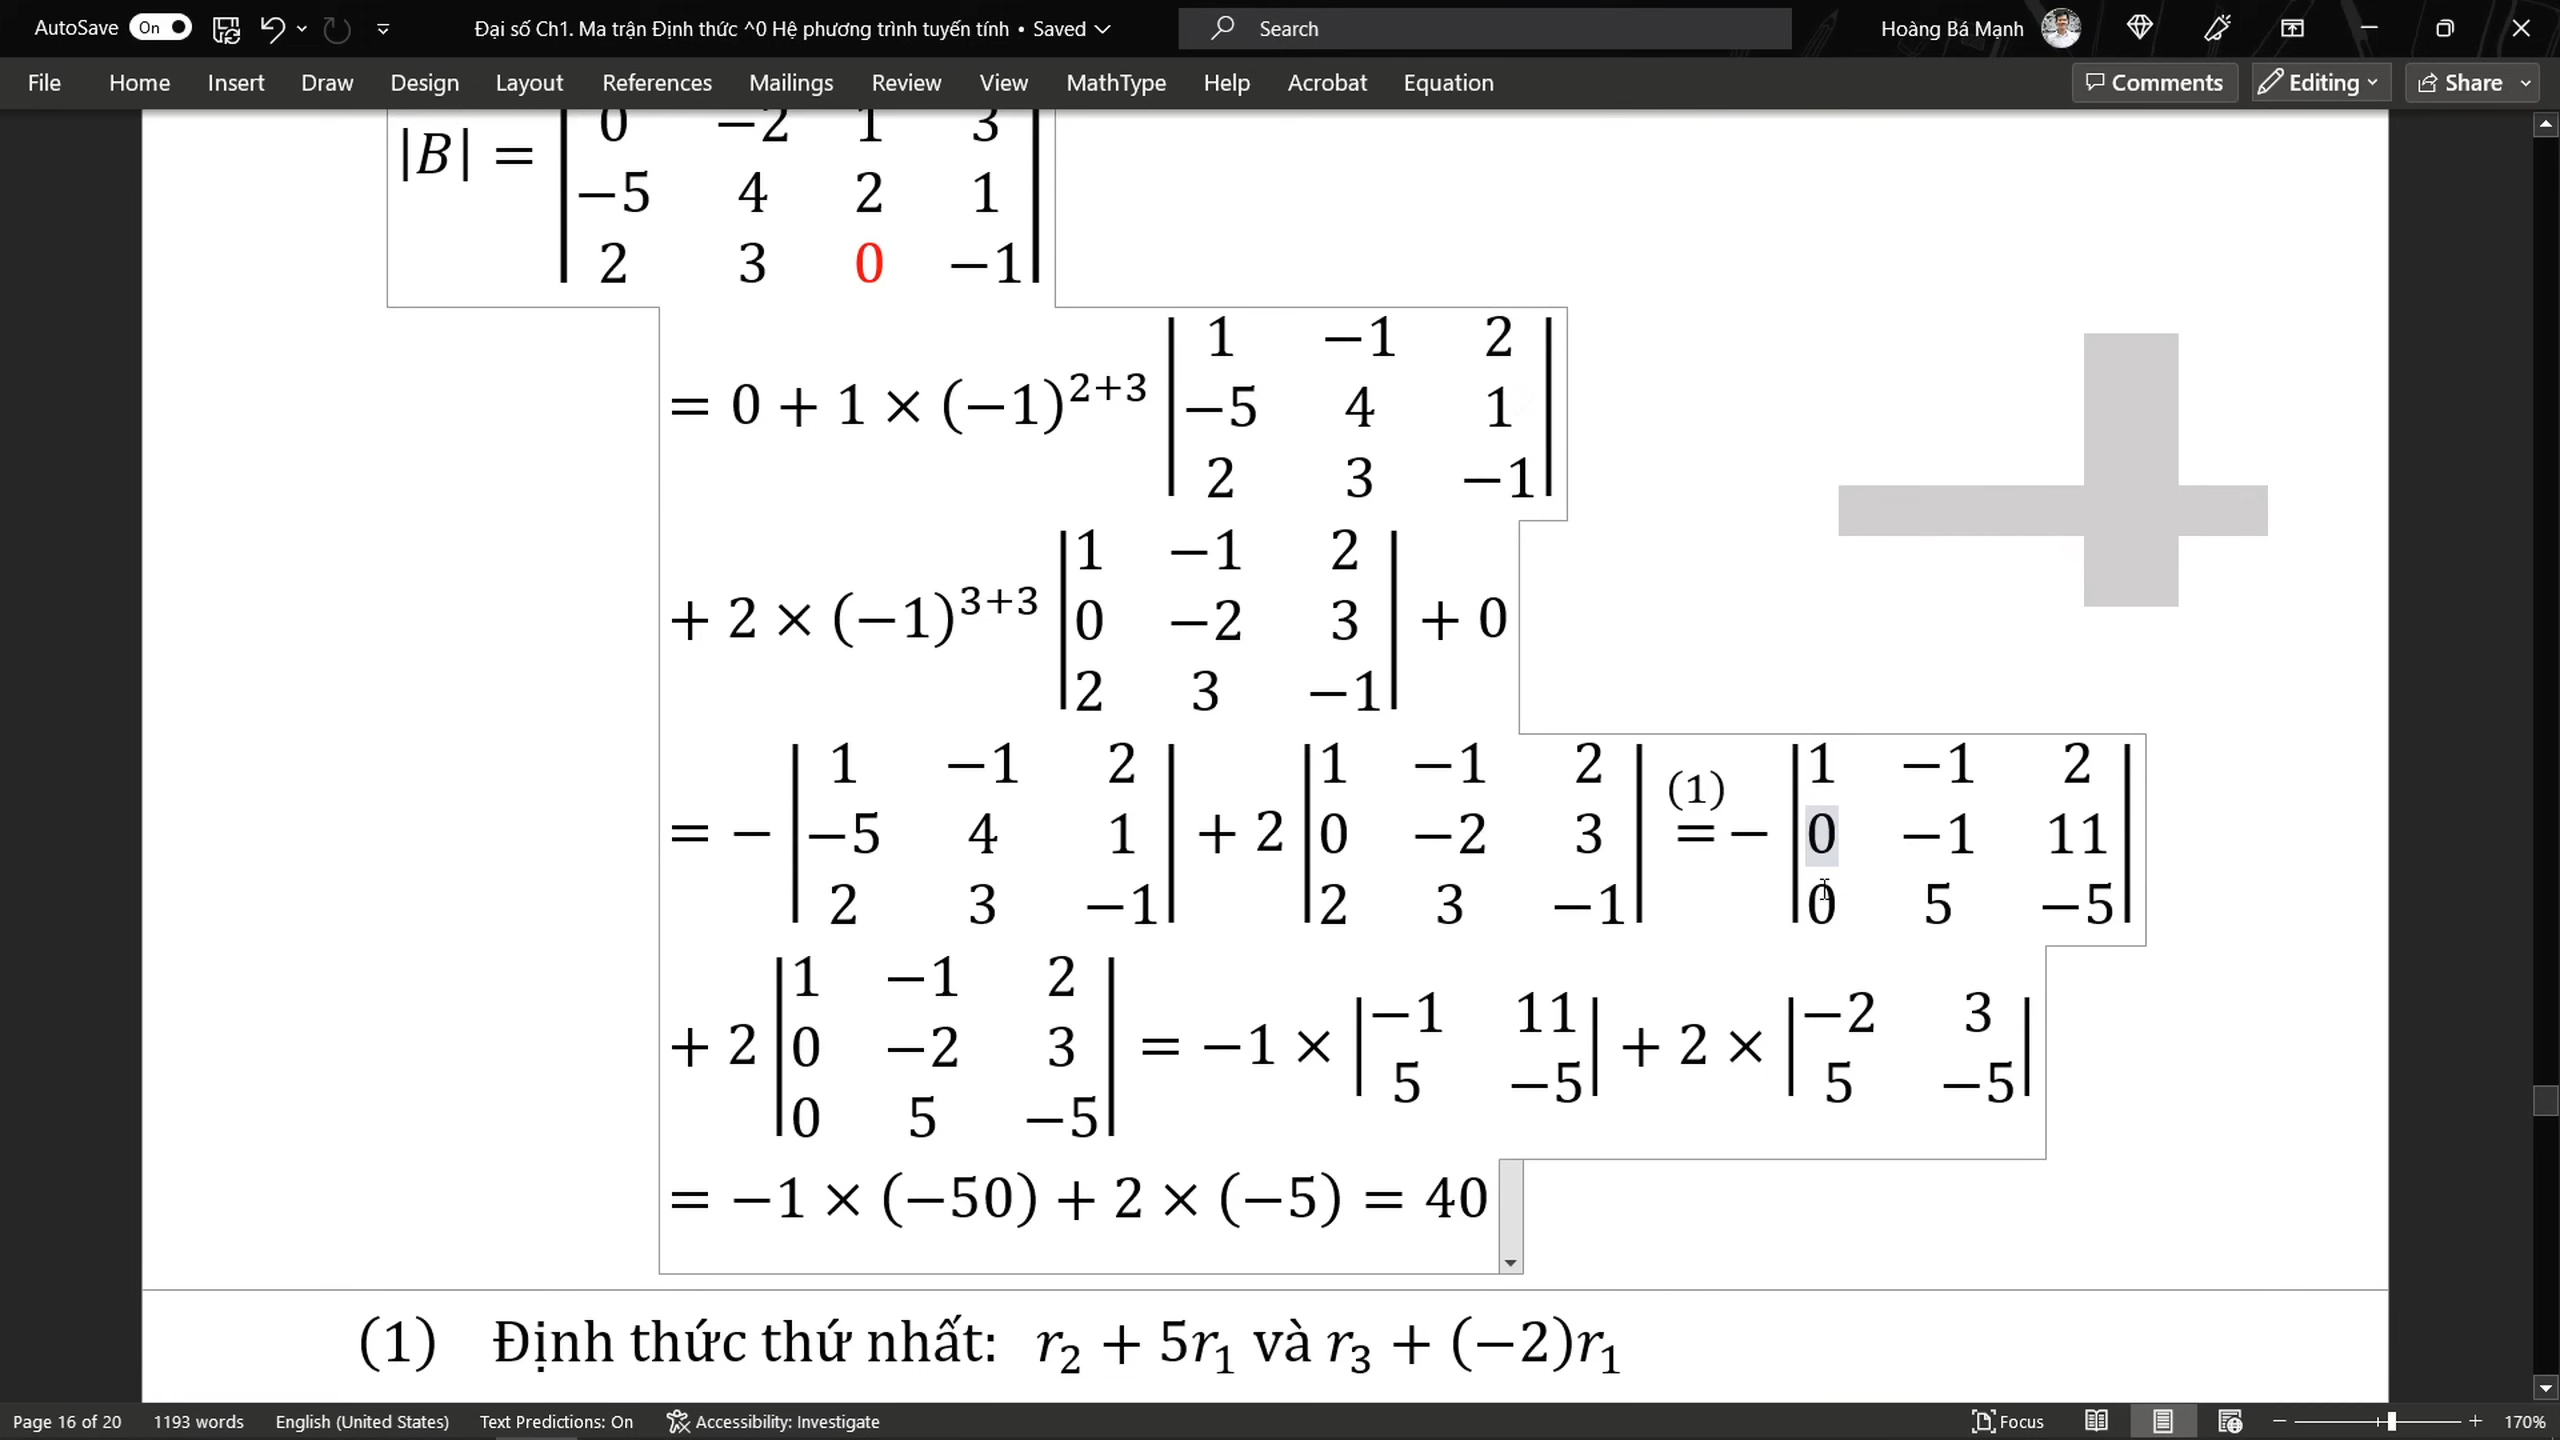 AutoSave On Đại số Ch1. Ma trận Định thức ^0 Hệ phương trình tuyến tính • Saved Search Hoàng Bá Mạnh
File Home Insert Draw Design Layout References Mailings Review View MathType Help Acrobat Equation Comments Editing Share
|B| = | 0 −2 1 3 |
| −5 4 2 1 |
| 2 3 0 −1 |
= 0 + 1 × (−1)^{2+3} | 1 −1 2 |
| −5 4 1 |
| 2 3 −1 |
+ 2 × (−1)^{3+3} | 1 −1 2 |
| 0 −2 3 | + 0
| 2 3 −1 |
= − | 1 −1 2 | + 2 | 1 −1 2 | (1) = − | 1 −1 2 |
| −5 4 1 | | 0 −2 3 | | 0 −1 11 |
| 2 3 −1 | | 2 3 −1 | | 0 5 −5 |
+ 2 | 1 −1 2 | = −1 × | −1 11 | + 2 × | −2 3 |
| 0 −2 3 | | 5 −5 | | 5 −5 |
| 0 5 −5 |
= −1 × (−50) + 2 × (−5) = 40
(1) Định thức thứ nhất: r₂ + 5r₁ và r₃ + (−2)r₁
Page 16 of 20 1193 words English (United States) Text Predictions: On Accessibility: Investigate Focus 170%